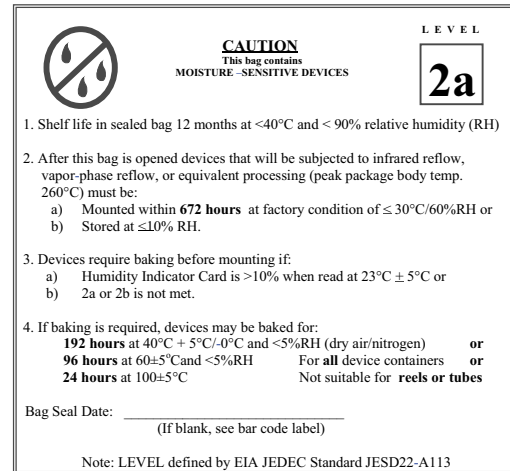 LEVEL
CAUTION
This bag contains
MOISTURE –SENSITIVE DEVICES
2a
1. Shelf life in sealed bag 12 months at <40°C and < 90% relative humidity (RH)
2. After this bag is opened devices that will be subjected to infrared reflow,
vapor-phase reflow, or equivalent processing (peak package body temp.
260°C) must be:
a) Mounted within 672 hours at factory condition of ≤ 30°C/60%RH or
b) Stored at ≤10% RH.
3. Devices require baking before mounting if:
a) Humidity Indicator Card is >10% when read at 23°C ± 5°C or
b) 2a or 2b is not met.
4. If baking is required, devices may be baked for:
192 hours at 40°C + 5°C/-0°C and <5%RH (dry air/nitrogen) or
96 hours at 60±5°Cand <5%RH For all device containers or
24 hours at 100±5°C Not suitable for reels or tubes
Bag Seal Date: ____________________________
(If blank, see bar code label)
Note: LEVEL defined by EIA JEDEC Standard JESD22-A113